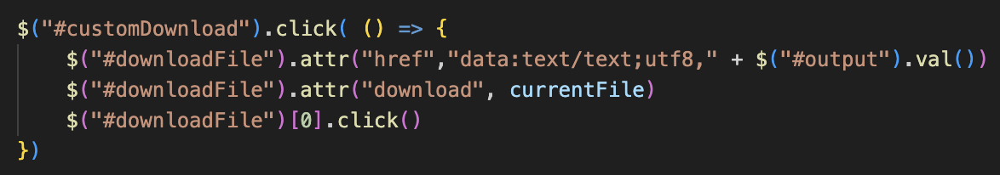 $("#customDownload").click( () => {
    $("#downloadFile").attr("href","data:text/text;utf8," + $("#output").val())
    $("#downloadFile").attr("download", currentFile)
    $("#downloadFile")[0].click()
})